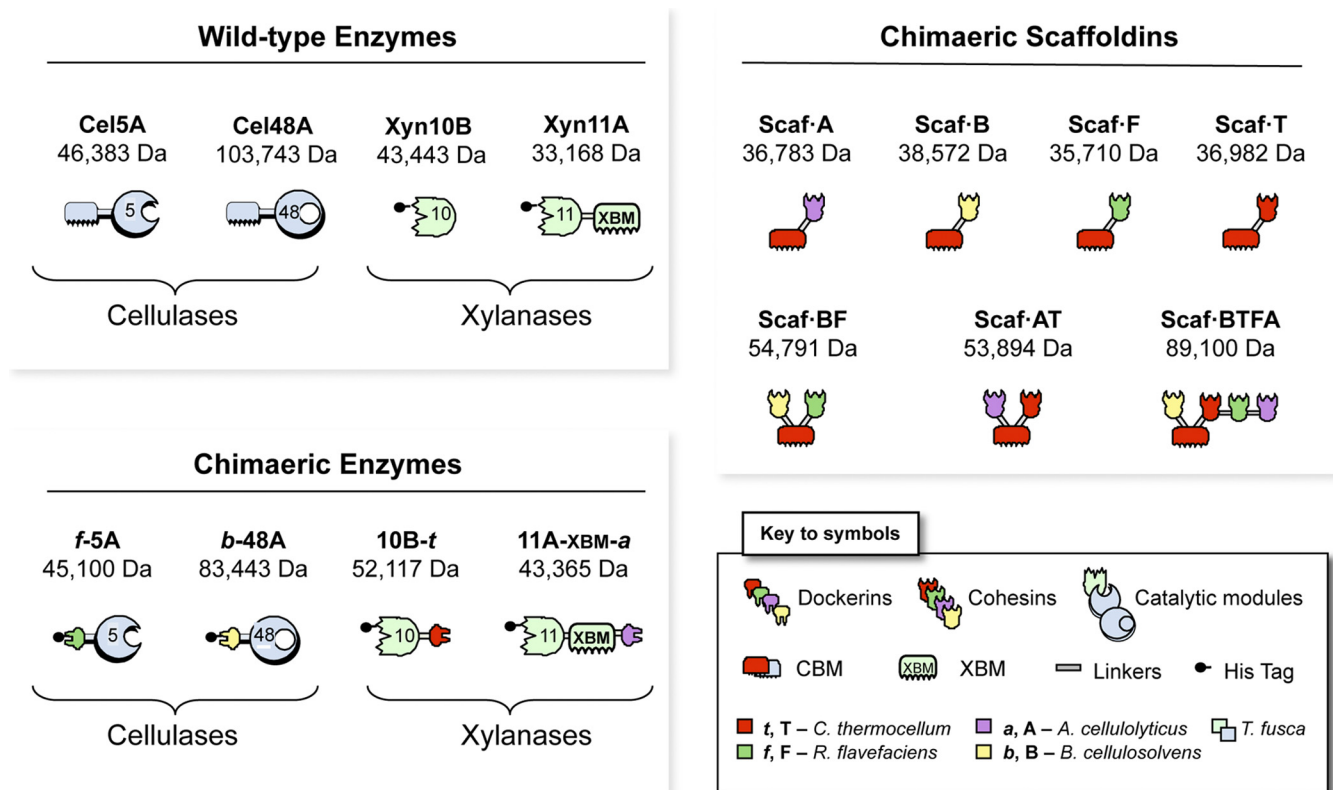 Wild-type Enzymes
Cel5A
46,383 Da
Cel48A
103,743 Da
Xyn10B
43,443 Da
Xyn11A
33,168 Da
5
48
10
11
XBM
Cellulases
Xylanases
Chimaeric Enzymes
f-5A
45,100 Da
b-48A
83,443 Da
10B-t
52,117 Da
11A-XBM-a
43,365 Da
5
48
10
11
XBM
Cellulases
Xylanases
Chimaeric Scaffoldins
Scaf·A
36,783 Da
Scaf·B
38,572 Da
Scaf·F
35,710 Da
Scaf·T
36,982 Da
Scaf·BF
54,791 Da
Scaf·AT
53,894 Da
Scaf·BTFA
89,100 Da
Key to symbols
Dockerins
Cohesins
Catalytic modules
CBM
XBM
XBM
Linkers
His Tag
t, T – C. thermocellum
a, A – A. cellulolyticus
T. fusca
f, F – R. flavefaciens
b, B – B. cellulosolvens